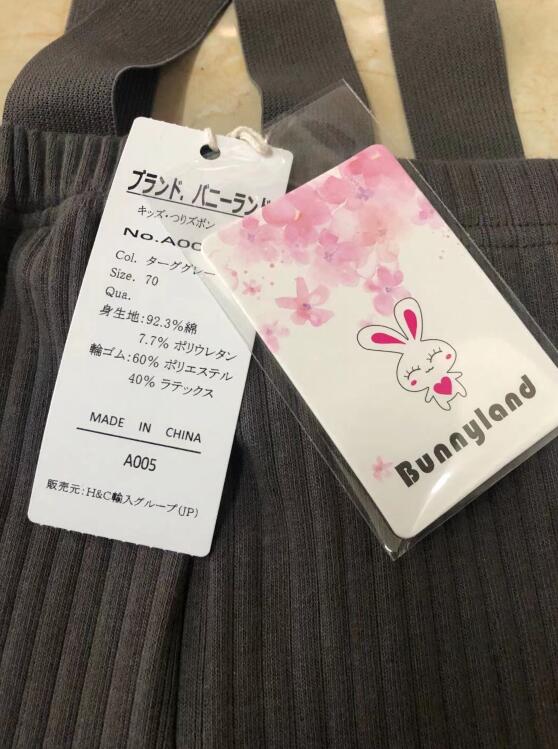 ブランド. バニーランド
キッズ・つりズボン
No.A00
Col. ターググレー
Size. 70
Qua.
身生地:92.3%綿
7.7% ポリウレタン
輪ゴム:60% ポリエステル
40% ラテックス
MADE IN CHINA
A005
販売元:H&C輸入グループ(JP)
Bunnyland